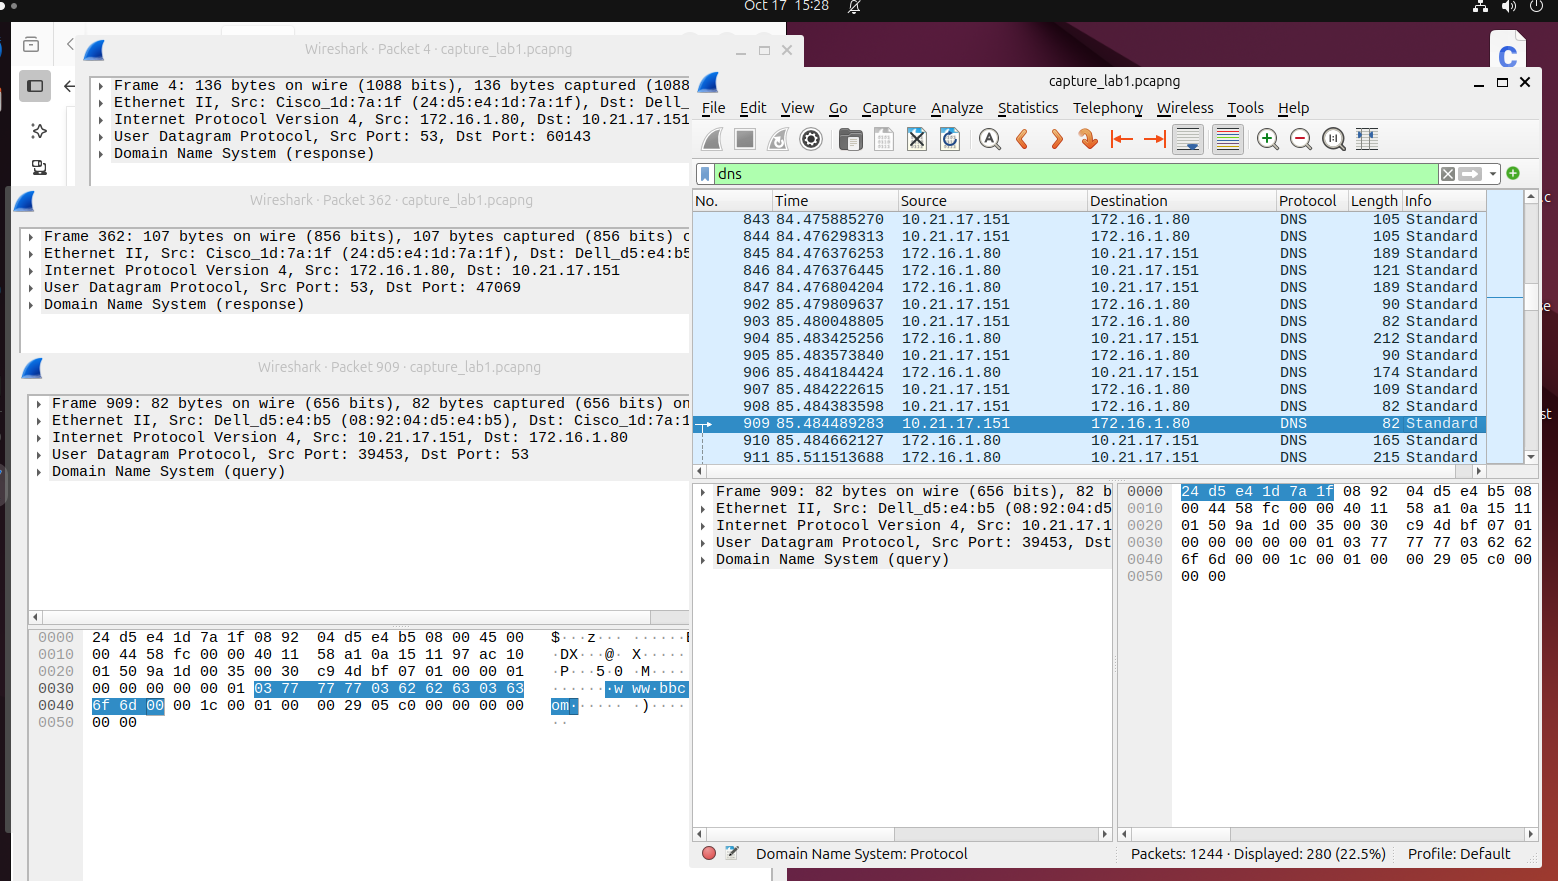 Oct 17 15:28
Wireshark · Packet 4 · capture_lab1.pcapng
Frame 4: 136 bytes on wire (1088 bits), 136 bytes captured (1088
Ethernet II, Src: Cisco_1d:7a:1f (24:d5:e4:1d:7a:1f), Dst: Dell_
Internet Protocol Version 4, Src: 172.16.1.80, Dst: 10.21.17.151
User Datagram Protocol, Src Port: 53, Dst Port: 60143
Domain Name System (response)
Wireshark · Packet 362 · capture_lab1.pcapng
Frame 362: 107 bytes on wire (856 bits), 107 bytes captured (856 bits) o
Ethernet II, Src: Cisco_1d:7a:1f (24:d5:e4:1d:7a:1f), Dst: Dell_d5:e4:b5
Internet Protocol Version 4, Src: 172.16.1.80, Dst: 10.21.17.151
User Datagram Protocol, Src Port: 53, Dst Port: 47069
Domain Name System (response)
Wireshark · Packet 909 · capture_lab1.pcapng
Frame 909: 82 bytes on wire (656 bits), 82 bytes captured (656 bits) on
Ethernet II, Src: Dell_d5:e4:b5 (08:92:04:d5:e4:b5), Dst: Cisco_1d:7a:1
Internet Protocol Version 4, Src: 10.21.17.151, Dst: 172.16.1.80
User Datagram Protocol, Src Port: 39453, Dst Port: 53
Domain Name System (query)
0000 24 d5 e4 1d 7a 1f 08 92 04 d5 e4 b5 08 00 45 00 $···z··· ······E
0010 00 44 58 fc 00 00 40 11 58 a1 0a 15 11 97 ac 10 ·DX···@· X·····
0020 01 50 9a 1d 00 35 00 30 c9 4d bf 07 01 00 00 01 ·P···5·0 ·M····
0030 00 00 00 00 00 01 03 77 77 77 03 62 62 63 03 63 ·······w ww·bbc
0040 6f 6d 00 00 1c 00 01 00 00 29 05 c0 00 00 00 00 om······ ·)····
0050 00 00 ··
C
capture_lab1.pcapng
File Edit View Go Capture Analyze Statistics Telephony Wireless Tools Help
dns
No. Time Source Destination Protocol Length Info
843 84.475885270 10.21.17.151 172.16.1.80 DNS 105 Standard
844 84.476298313 10.21.17.151 172.16.1.80 DNS 105 Standard
845 84.476376253 172.16.1.80 10.21.17.151 DNS 189 Standard
846 84.476376445 172.16.1.80 10.21.17.151 DNS 121 Standard
847 84.476804204 172.16.1.80 10.21.17.151 DNS 189 Standard
902 85.479809637 10.21.17.151 172.16.1.80 DNS 90 Standard
903 85.480048805 10.21.17.151 172.16.1.80 DNS 82 Standard
904 85.483425256 172.16.1.80 10.21.17.151 DNS 212 Standard
905 85.483573840 10.21.17.151 172.16.1.80 DNS 90 Standard
906 85.484184424 172.16.1.80 10.21.17.151 DNS 174 Standard
907 85.484222615 172.16.1.80 10.21.17.151 DNS 109 Standard
908 85.484383598 10.21.17.151 172.16.1.80 DNS 82 Standard
909 85.484489283 10.21.17.151 172.16.1.80 DNS 82 Standard
910 85.484662127 172.16.1.80 10.21.17.151 DNS 165 Standard
911 85.511513688 172.16.1.80 10.21.17.151 DNS 215 Standard
Frame 909: 82 bytes on wire (656 bits), 82 b
Ethernet II, Src: Dell_d5:e4:b5 (08:92:04:d5
Internet Protocol Version 4, Src: 10.21.17.1
User Datagram Protocol, Src Port: 39453, Dst
Domain Name System (query)
0000 24 d5 e4 1d 7a 1f 08 92 04 d5 e4 b5 08
0010 00 44 58 fc 00 00 40 11 58 a1 0a 15 11
0020 01 50 9a 1d 00 35 00 30 c9 4d bf 07 01
0030 00 00 00 00 00 01 03 77 77 77 03 62 62
0040 6f 6d 00 00 1c 00 01 00 00 29 05 c0 00
0050 00 00
Domain Name System: Protocol
Packets: 1244 · Displayed: 280 (22.5%)
Profile: Default
.c
se
st